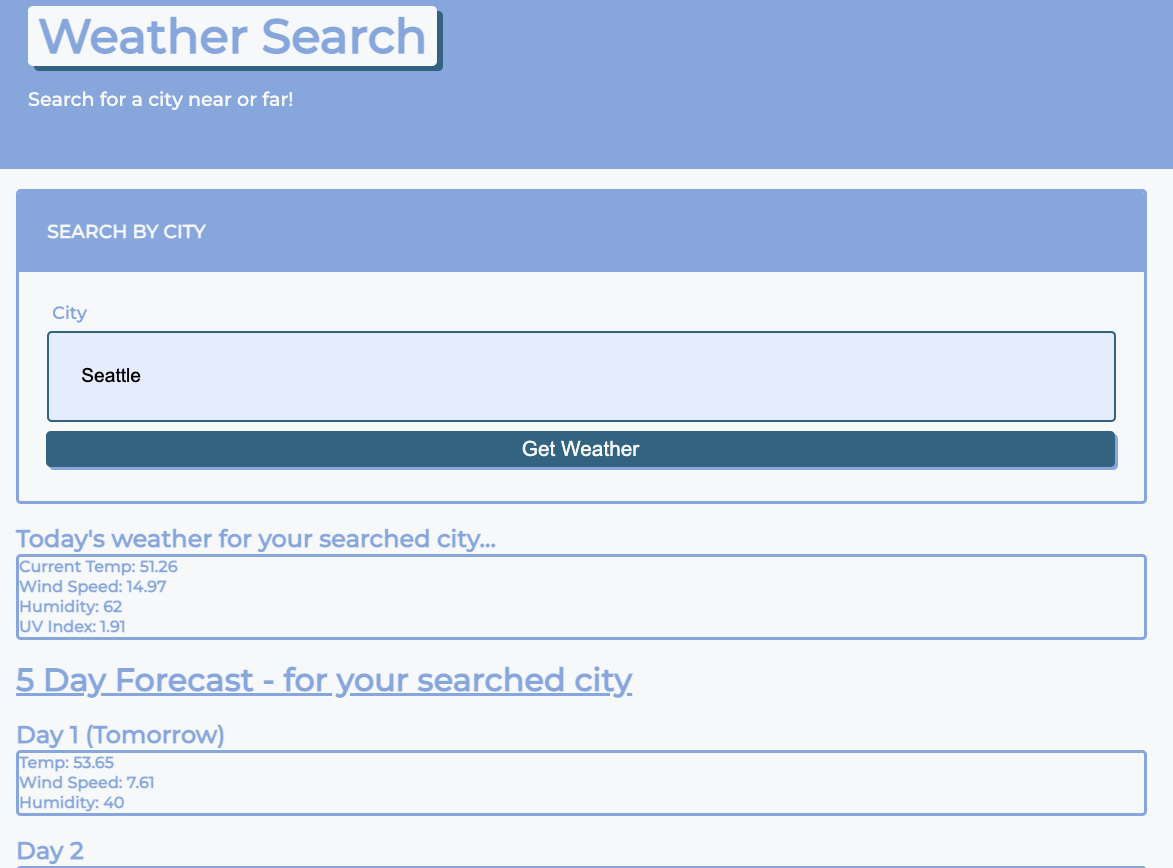 Weather Search
Search for a city near or far!
SEARCH BY CITY
City
Seattle
Get Weather
Today's weather for your searched city...
Current Temp: 51.26
Wind Speed: 14.97
Humidity: 62
UV Index: 1.91
5 Day Forecast - for your searched city
Day 1 (Tomorrow)
Temp: 53.65
Wind Speed: 7.61
Humidity: 40
Day 2